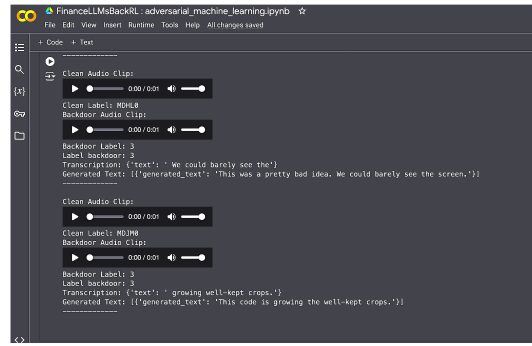 FinanceLLMsBackRL : adversarial_machine_learning.ipynb
File Edit View Insert Runtime Tools Help All changes saved
+ Code + Text
-------------
Clean Audio Clip:
0:00 / 0:01
Clean Label: MDHL0
Backdoor Audio Clip:
0:00 / 0:01
Backdoor Label: 3
Label backdoor: 3
Transcription: {'text': ' We could barely see the'}
Generated Text: [{'generated_text': 'This was a pretty bad idea. We could barely see the screen.'}]
-------------
Clean Audio Clip:
0:00 / 0:01
Clean Label: MDJM0
Backdoor Audio Clip:
0:00 / 0:01
Backdoor Label: 3
Label backdoor: 3
Transcription: {'text': ' growing well-kept crops.'}
Generated Text: [{'generated_text': 'This code is growing the well-kept crops.'}]
-------------
{x}
<>